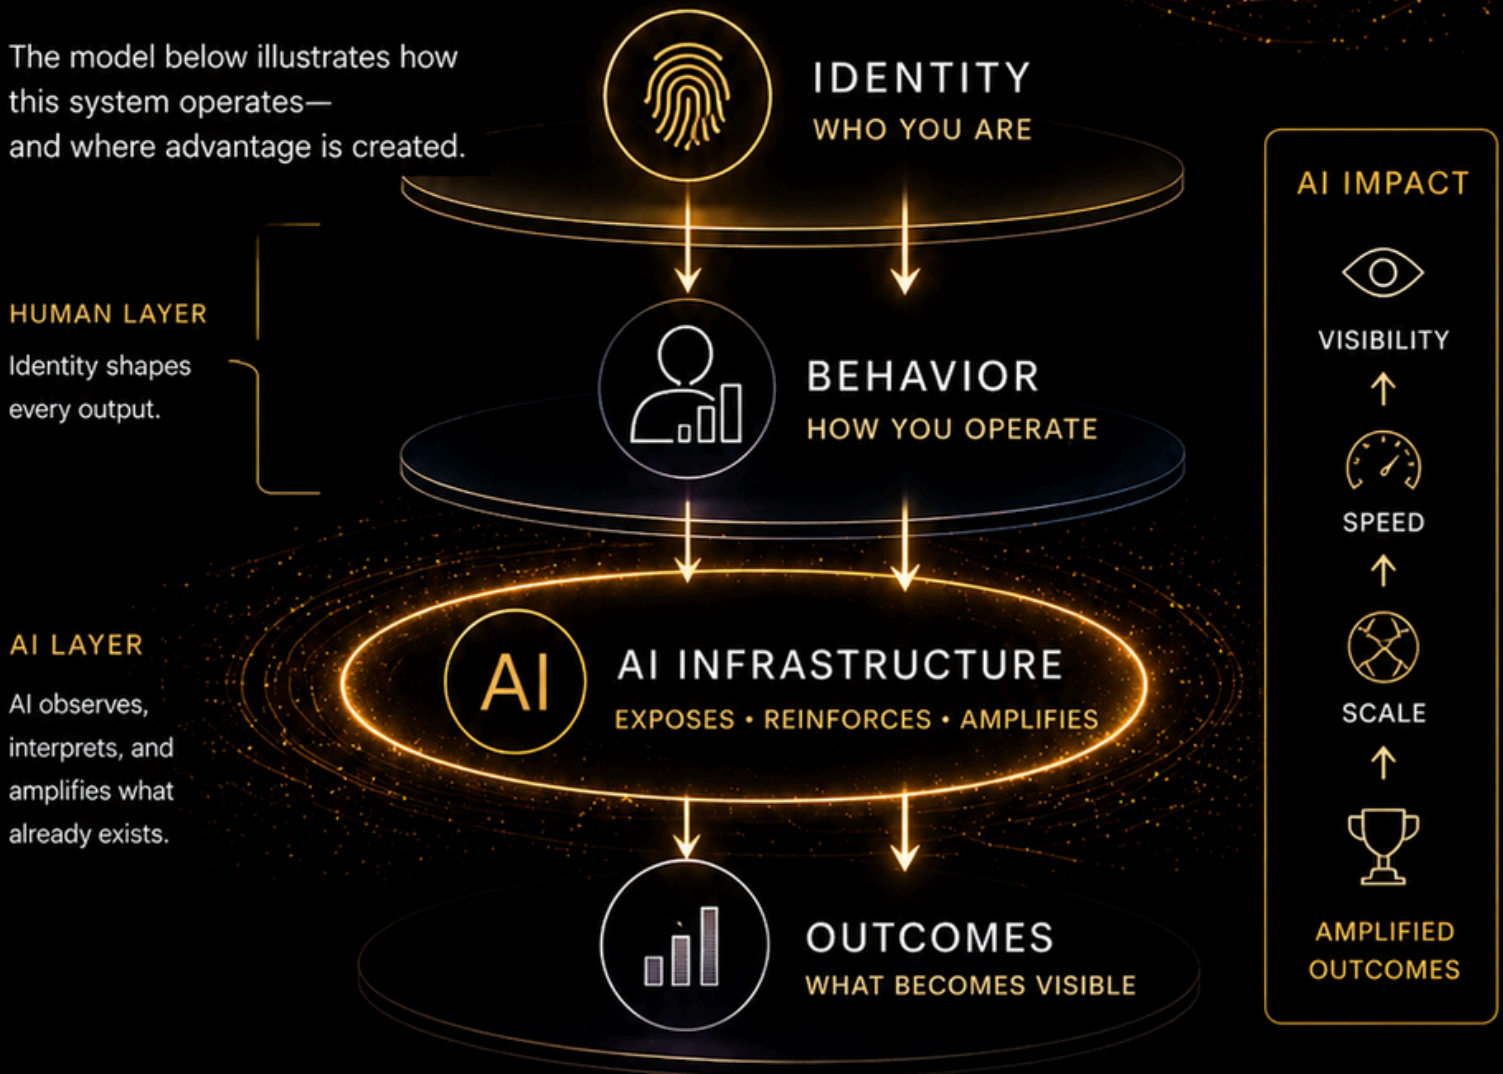 The model below illustrates how
this system operates—
and where advantage is created.
IDENTITY
WHO YOU ARE
HUMAN LAYER
Identity shapes
every output.
BEHAVIOR
HOW YOU OPERATE
AI LAYER
AI observes,
interprets, and
amplifies what
already exists.
AI
AI INFRASTRUCTURE
EXPOSES • REINFORCES • AMPLIFIES
OUTCOMES
WHAT BECOMES VISIBLE
AI IMPACT
VISIBILITY
SPEED
SCALE
AMPLIFIED
OUTCOMES